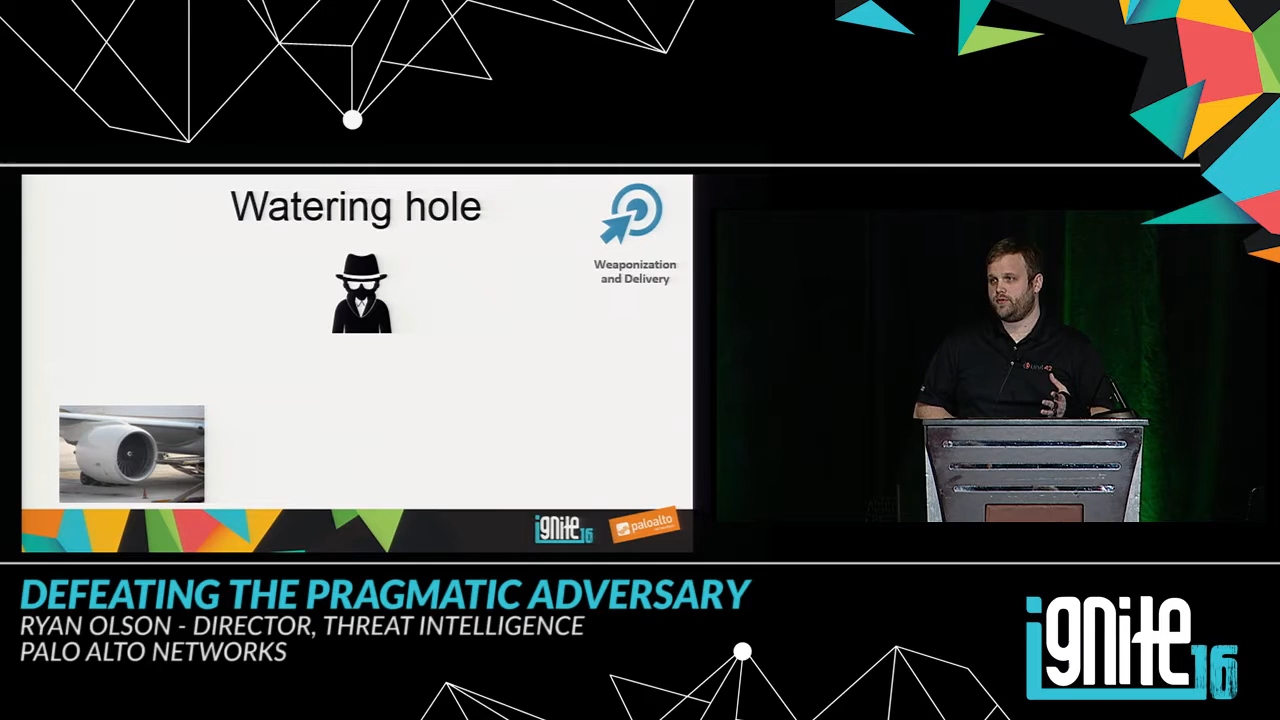 Watering hole
Weaponization
and Delivery
ignite16
paloalto
DEFEATING THE PRAGMATIC ADVERSARY
RYAN OLSON - DIRECTOR, THREAT INTELLIGENCE
PALO ALTO NETWORKS
ignite16